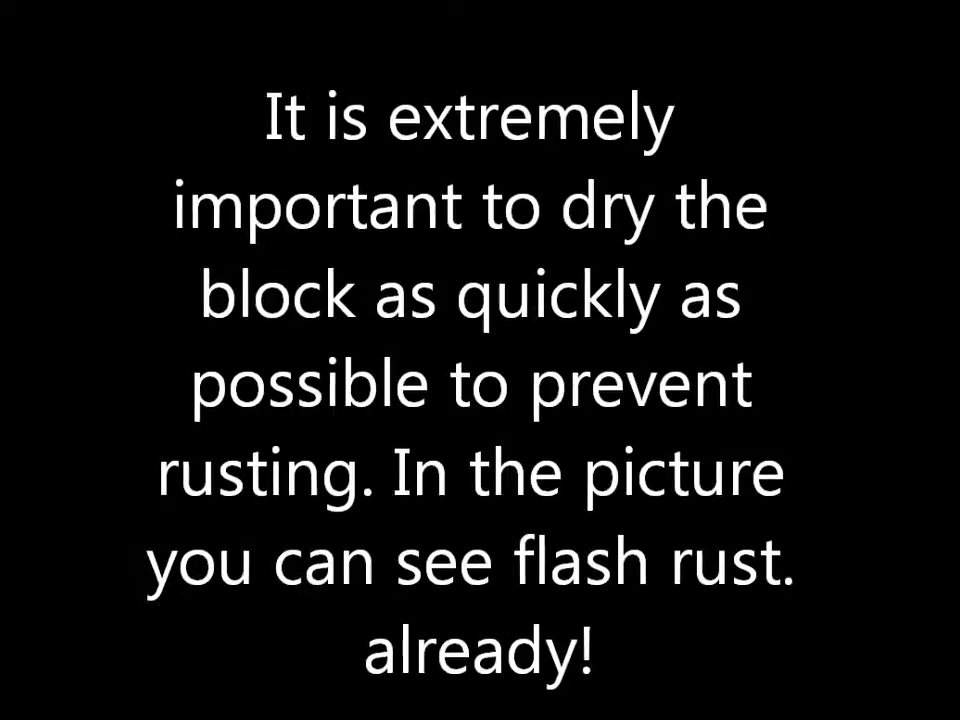 It is extremely
important to dry the
block as quickly as
possible to prevent
rusting. In the picture
you can see flash rust.
already!